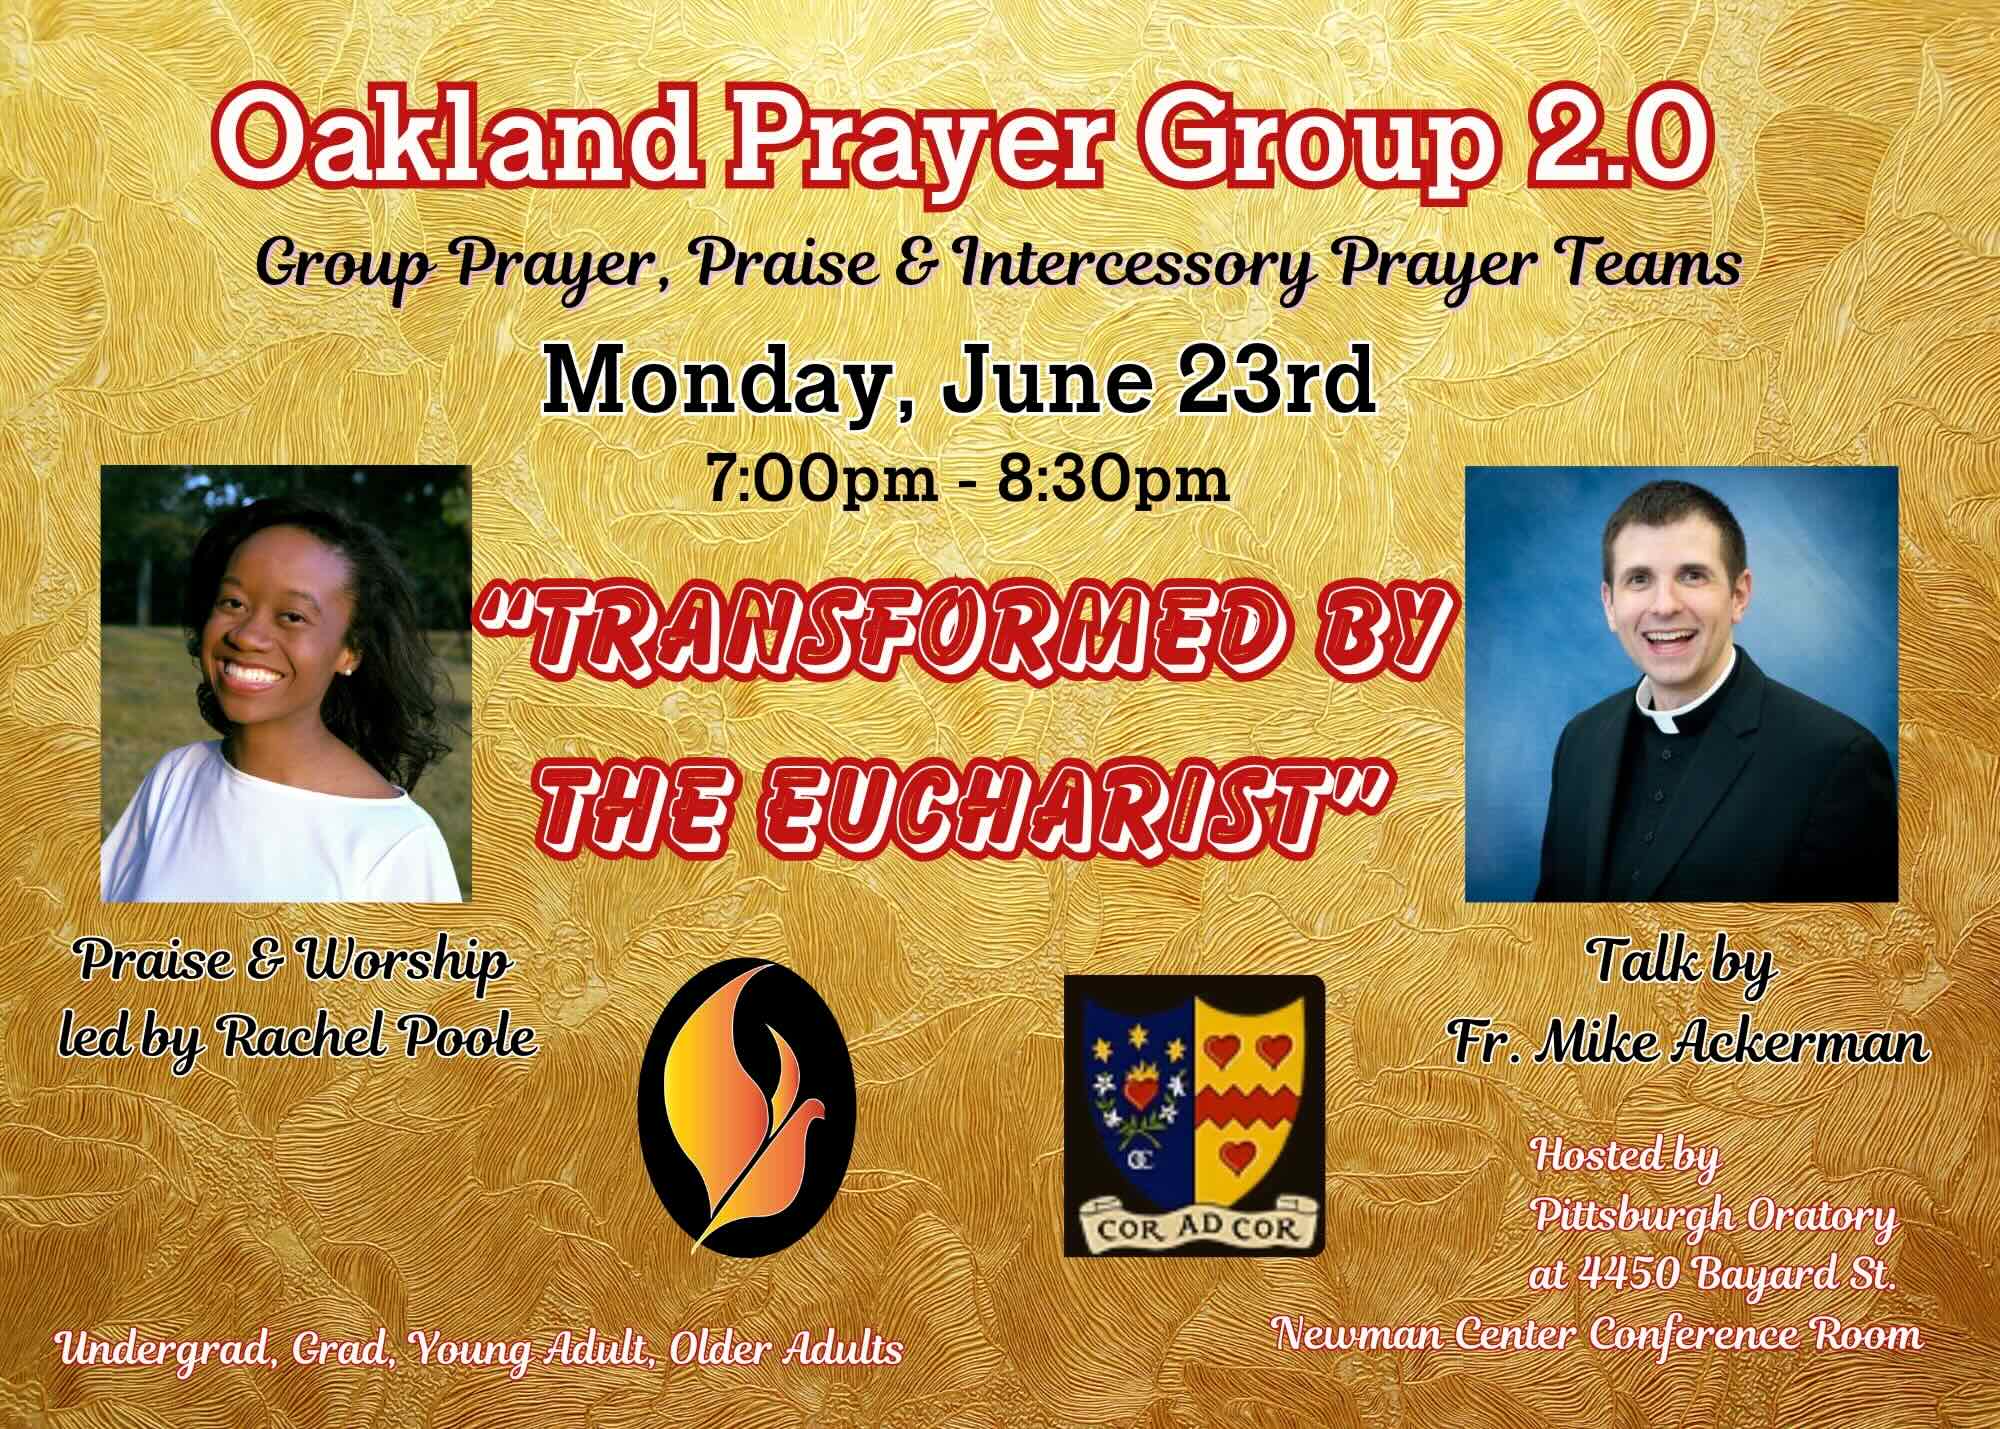 Oakland Prayer Group 2.0
Group Prayer, Praise & Intercessory Prayer Teams
Monday, June 23rd
7:00pm - 8:30pm
"TRANSFORMED BY
THE EUCHARIST"
Praise & Worship
led by Rachel Poole
Talk by
Fr. Mike Ackerman
COR AD COR
Hosted by
Pittsburgh Oratory
at 4450 Bayard St.
Newman Center Conference Room
Undergrad, Grad, Young Adult, Older Adults